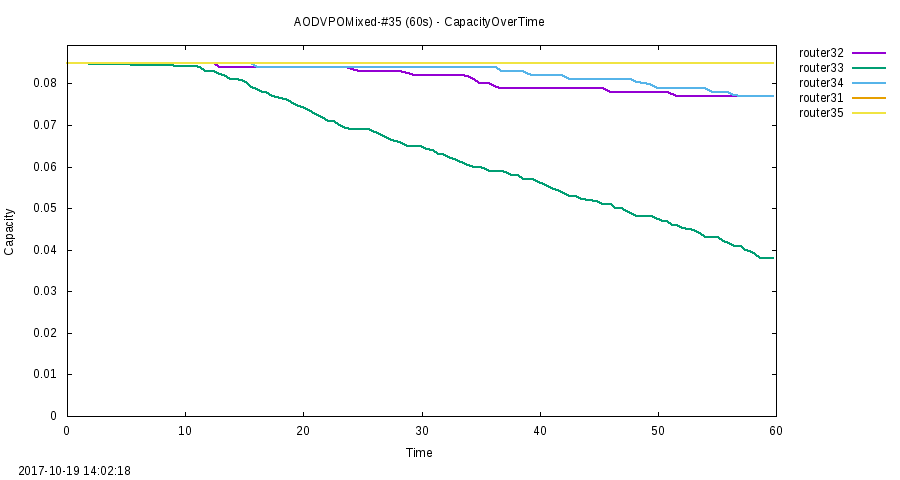 AODVPOMixed-#35 (60s) - CapacityOverTime
router32
router33
router34
router31
router35
0.08
0.07
0.06
0.05
0.04
0.03
0.02
0.01
0
Capacity
0 10 20 30 40 50 60
Time
2017-10-19 14:02:18